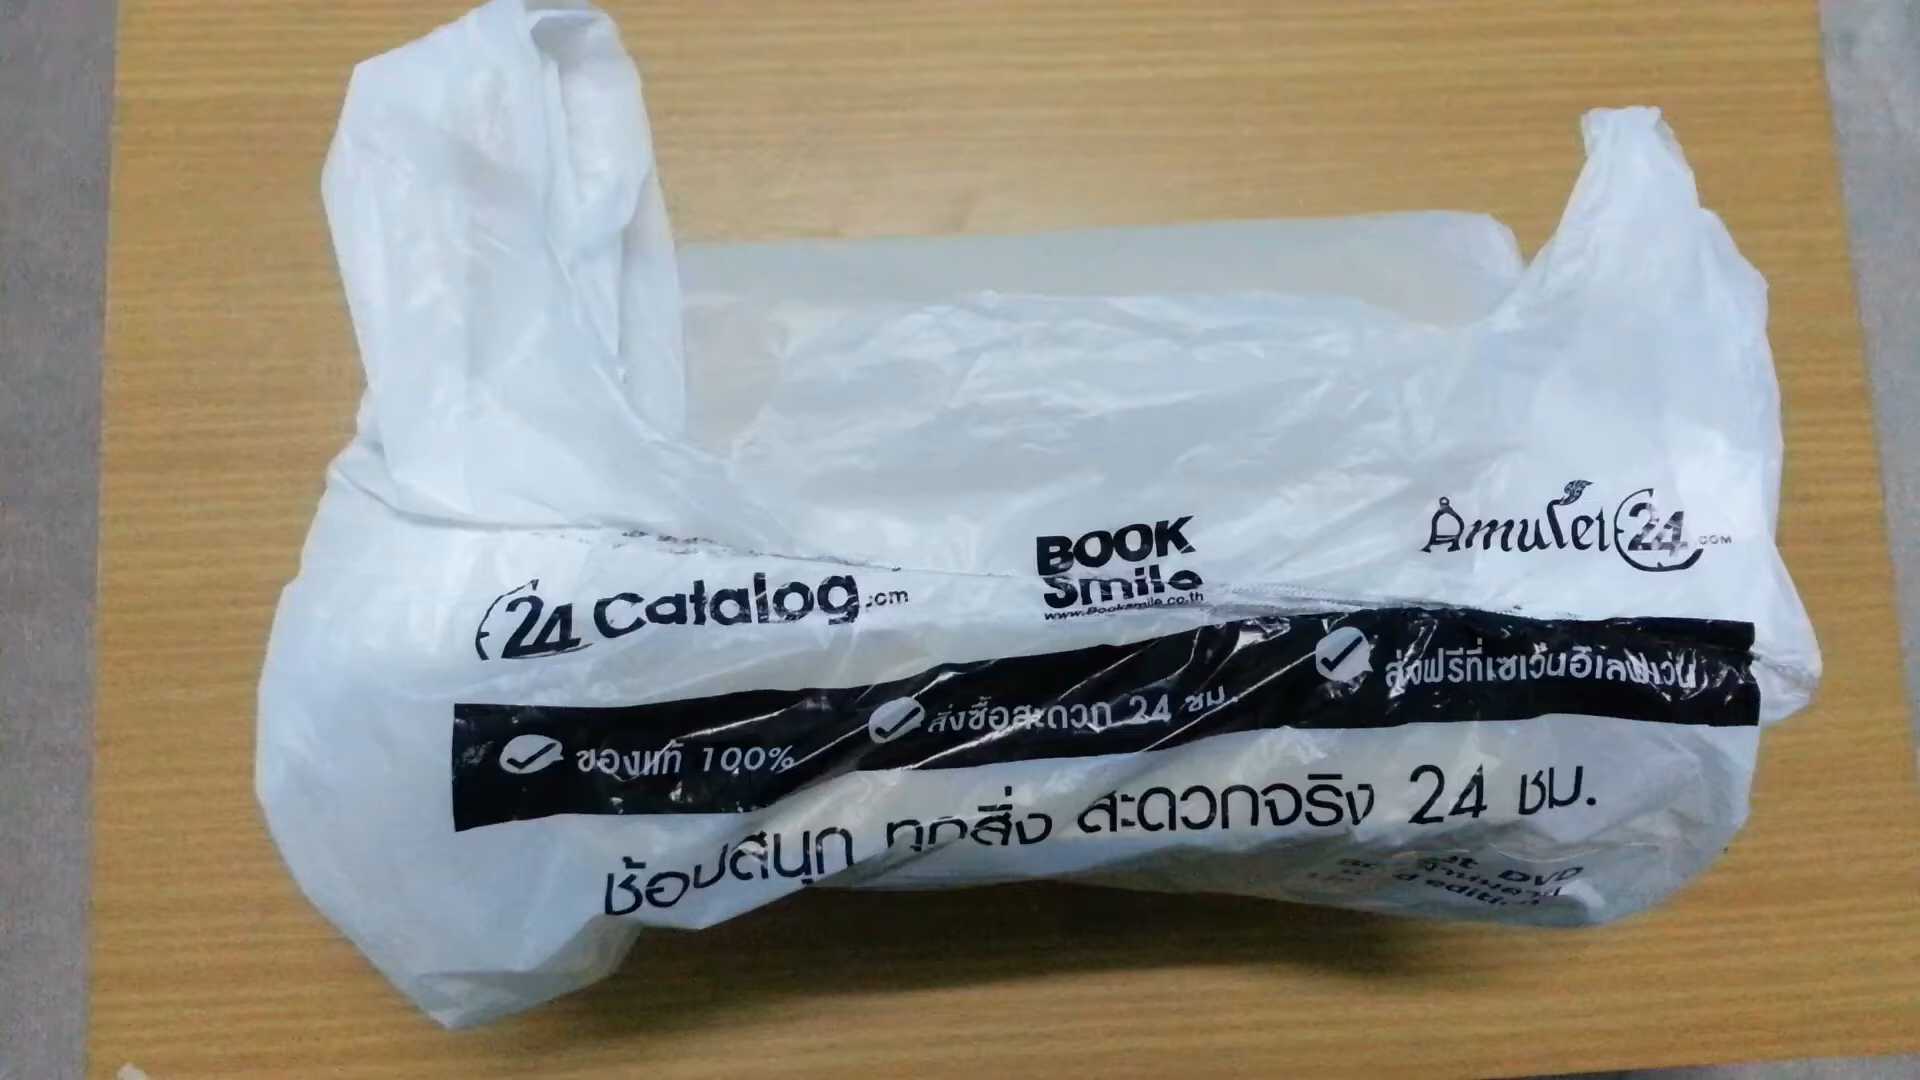 24 Catalog.com
BOOK
Smile
www.Booksmile.co.th
Amulet24.com
ของแท้ 100%
สั่งซื้อสะดวก 24 ชม.
ส่งฟรีที่เซเว่นอีเลฟเว่น
ช้อปสนุก ทุกสิ่ง สะดวกจริง 24 ชม.
DVD